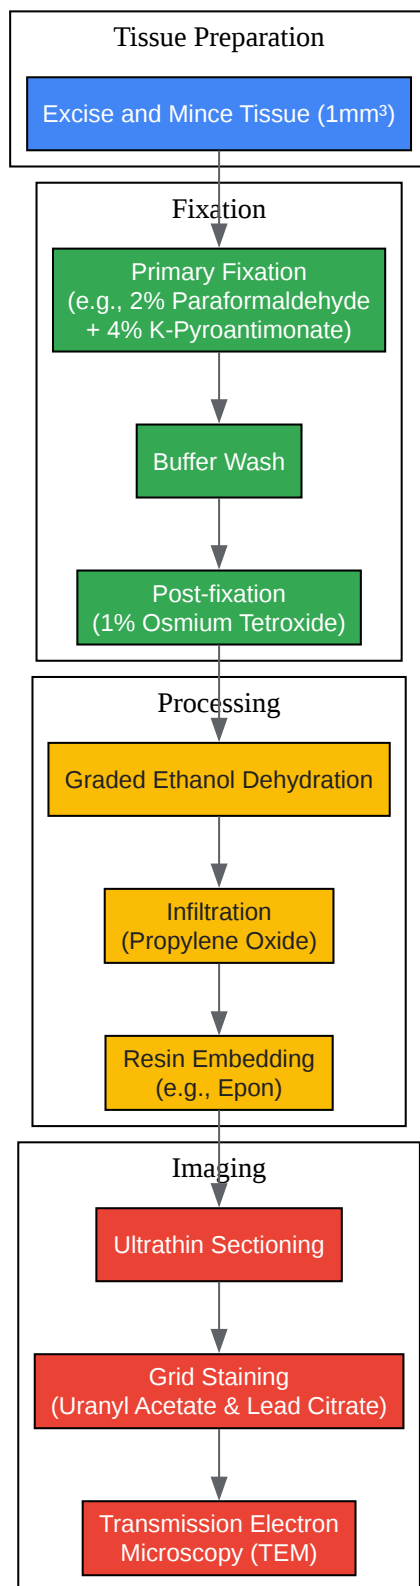 Tissue Preparation
Excise and Mince Tissue (1mm³)
Fixation
Primary Fixation
(e.g., 2% Paraformaldehyde
+ 4% K-Pyroantimonate)
Buffer Wash
Post-fixation
(1% Osmium Tetroxide)
Processing
Graded Ethanol Dehydration
Infiltration
(Propylene Oxide)
Resin Embedding
(e.g., Epon)
Imaging
Ultrathin Sectioning
Grid Staining
(Uranyl Acetate & Lead Citrate)
Transmission Electron
Microscopy (TEM)